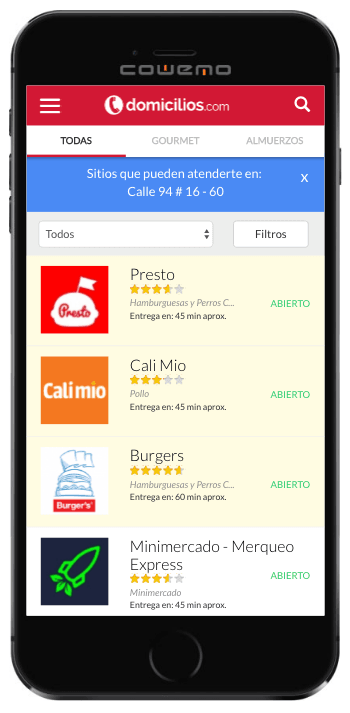 cowemo
domicilios.com
TODAS GOURMET ALMUERZOS
Sitios que pueden atenderte en:
Calle 94 # 16 - 60
x
Todos Filtros
Presto
Presto
Hamburguesas y Perros C...
Entrega en: 45 min aprox.
ABIERTO
Cali mio
Cali Mio
Pollo
Entrega en: 45 min aprox.
ABIERTO
Burger's
Burgers
Hamburguesas y Perros C...
Entrega en: 60 min aprox.
ABIERTO
Minimercado - Merqueo
Express
Minimercado
Entrega en: 45 min aprox.
ABIERTO